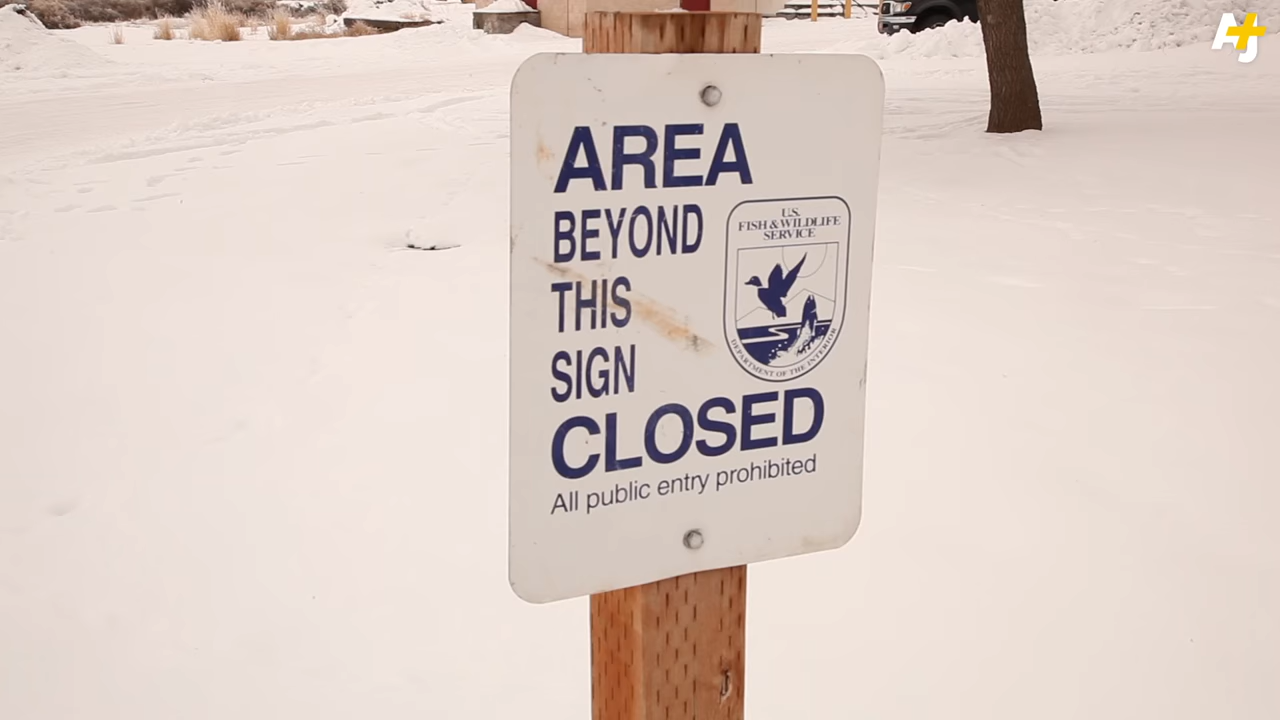 AREA
BEYOND
THIS
SIGN
CLOSED
All public entry prohibited
U.S.
FISH & WILDLIFE
SERVICE
DEPARTMENT OF THE INTERIOR
AJ+